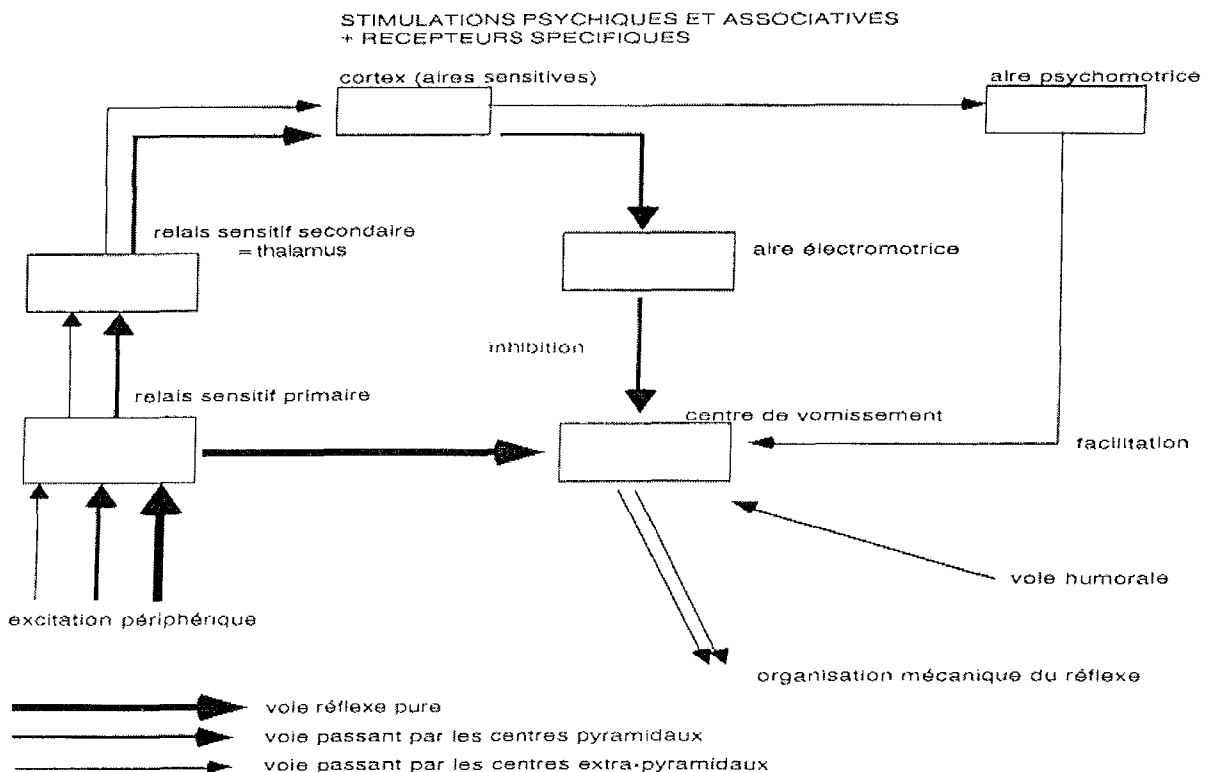 STIMULATIONS PSYCHIQUES ET ASSOCIATIVES
+ RECEPTEURS SPECIFIQUES
cortex (aires sensitives)
aire psychomotrice
relais sensitif secondaire
= thalamus
aire électromotrice
inhibition
relais sensitif primaire
centre de vomissement
facilitation
voie humorale
excitation périphérique
organisation mécanique du réflexe
voie réflexe pure
voie passant par les centres pyramidaux
voie passant par les centres extra-pyramidaux